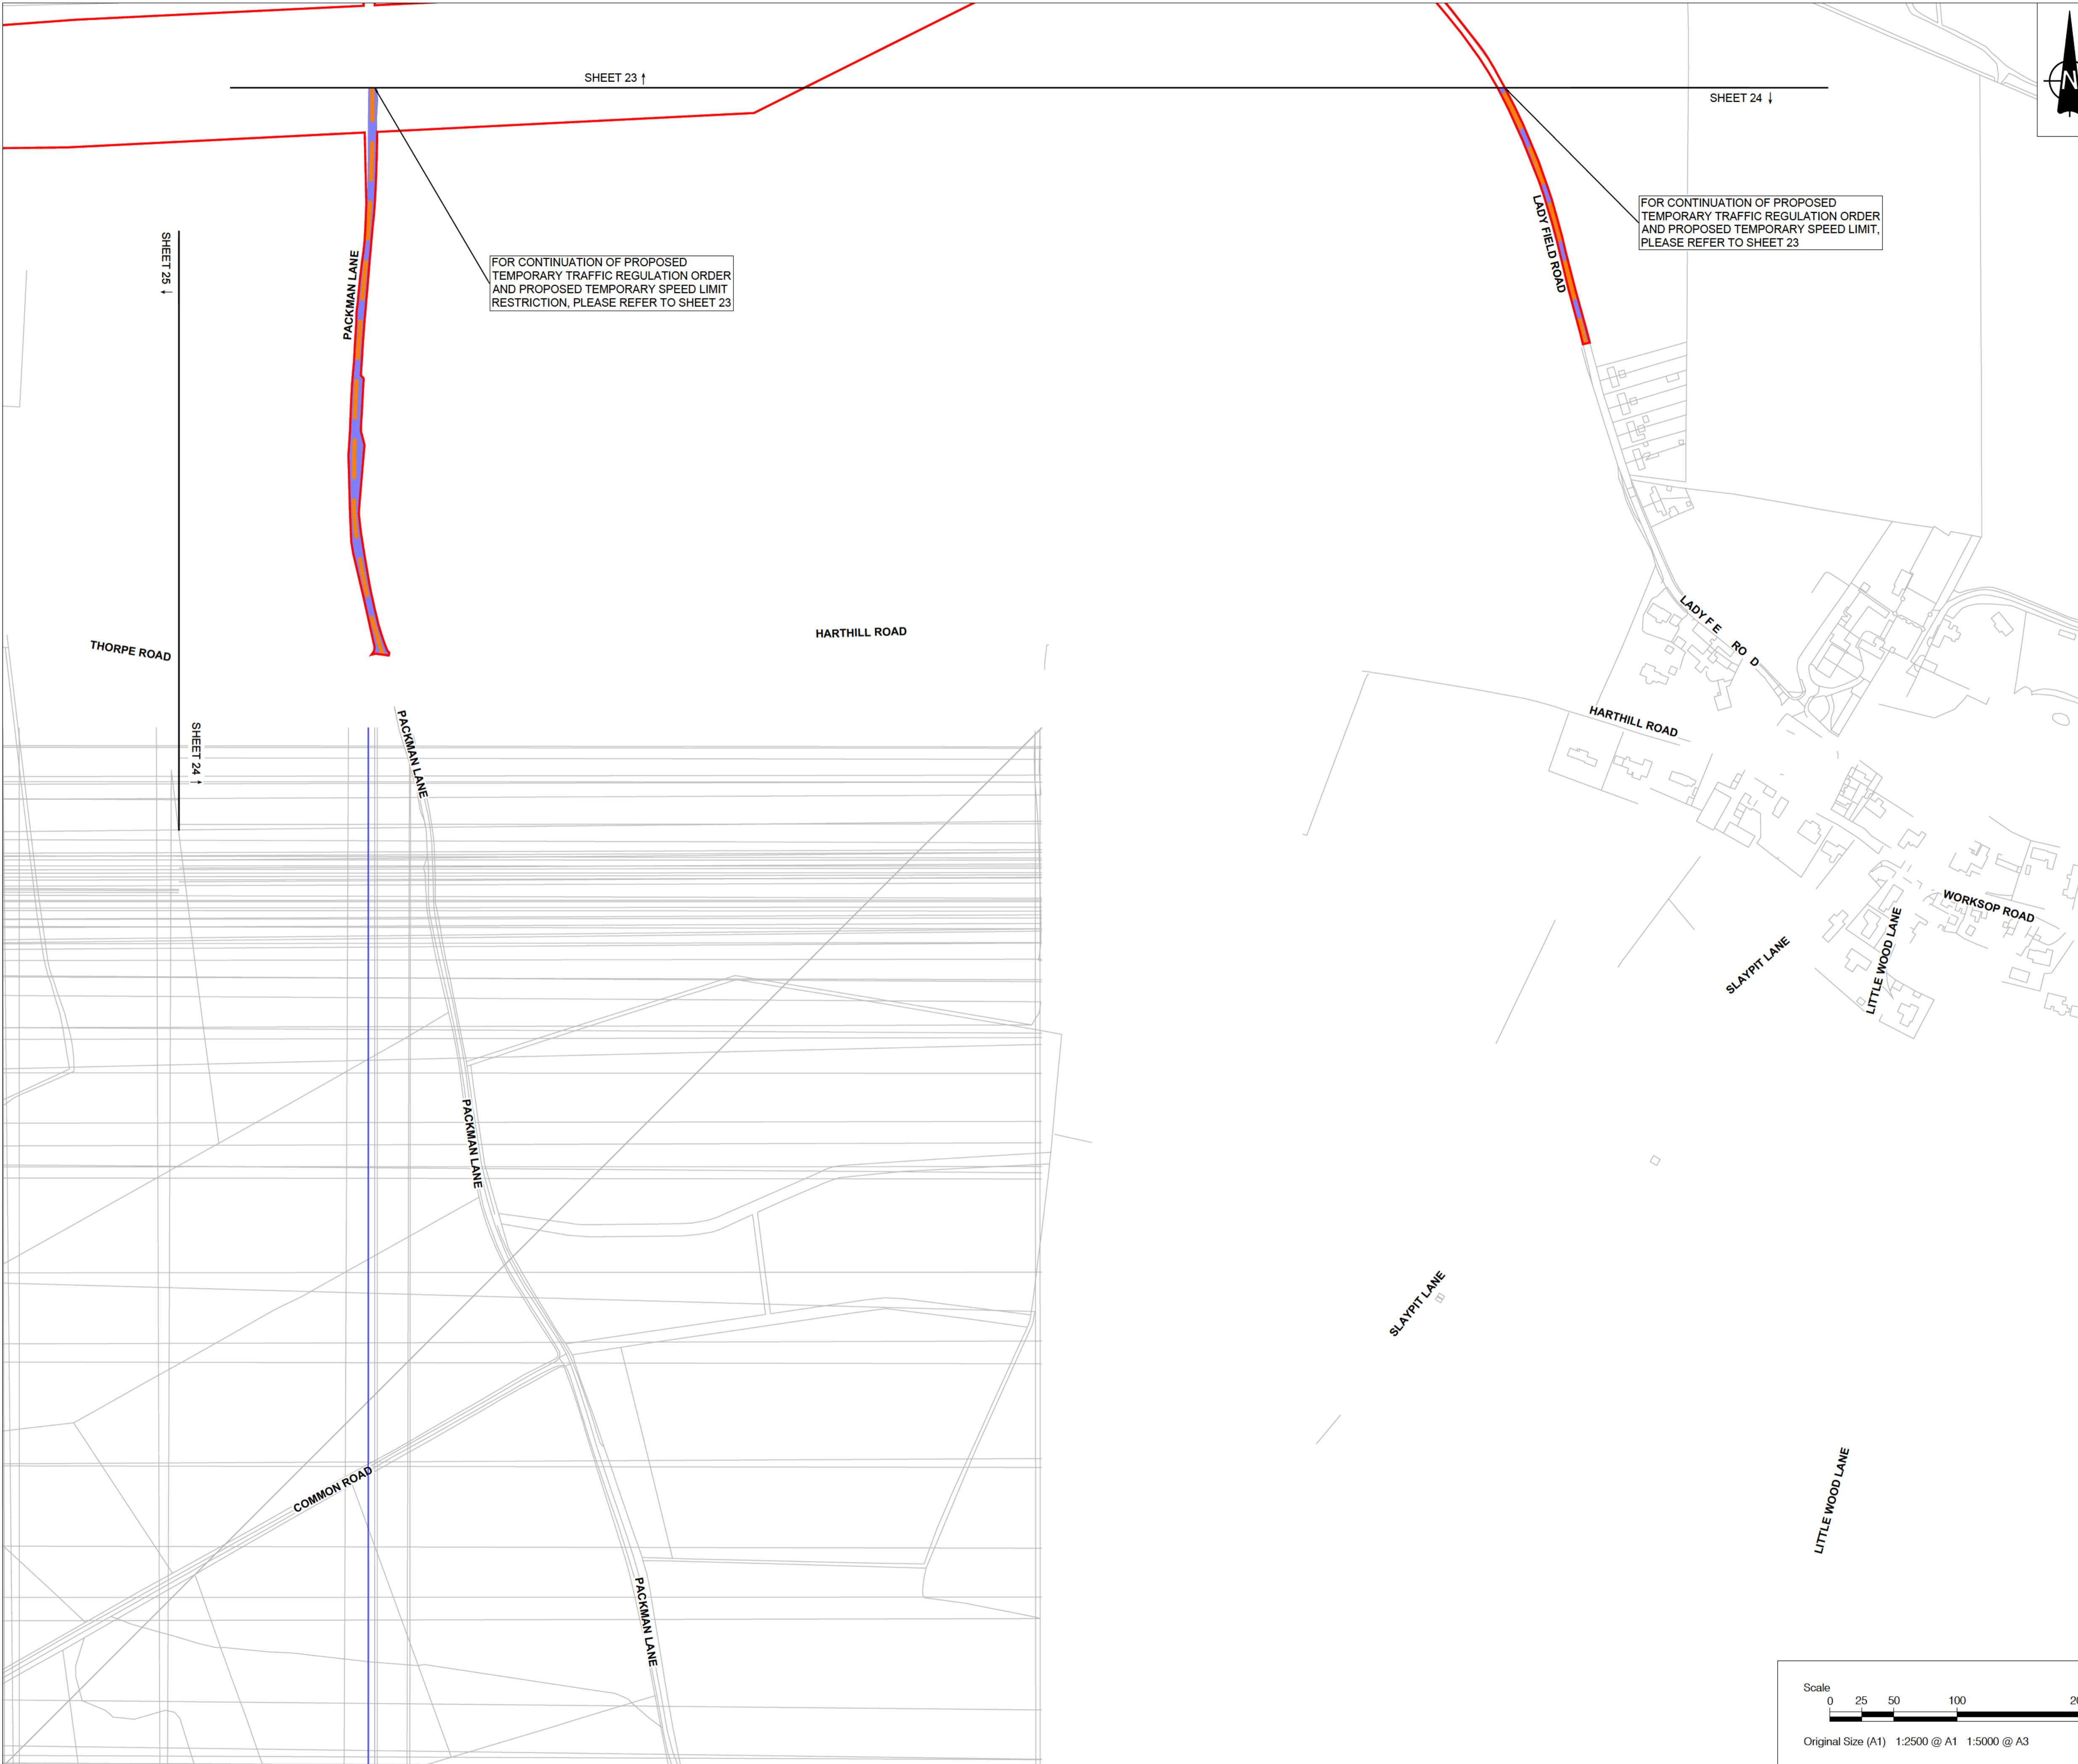 SHEET 23 ↑
SHEET 24 ↓
N
FOR CONTINUATION OF PROPOSED
TEMPORARY TRAFFIC REGULATION ORDER
AND PROPOSED TEMPORARY SPEED LIMIT,
PLEASE REFER TO SHEET 23
LADY FIELD ROAD
SHEET 25 ←
PACKMAN LANE
FOR CONTINUATION OF PROPOSED
TEMPORARY TRAFFIC REGULATION ORDER
AND PROPOSED TEMPORARY SPEED LIMIT
RESTRICTION, PLEASE REFER TO SHEET 23
THORPE ROAD
HARTHILL ROAD
LADY F E RO D
HARTHILL ROAD
SHEET 24 →
PACKMAN LANE
WORKSOP ROAD
LITTLE WOOD LANE
SLAYPIT LANE
PACKMAN LANE
SLAYPIT LANE
COMMON ROAD
LITTLE WOOD LANE
PACKMAN LANE
Scale
0 25 50 100
Original Size (A1) 1:2500 @ A1 1:5000 @ A3